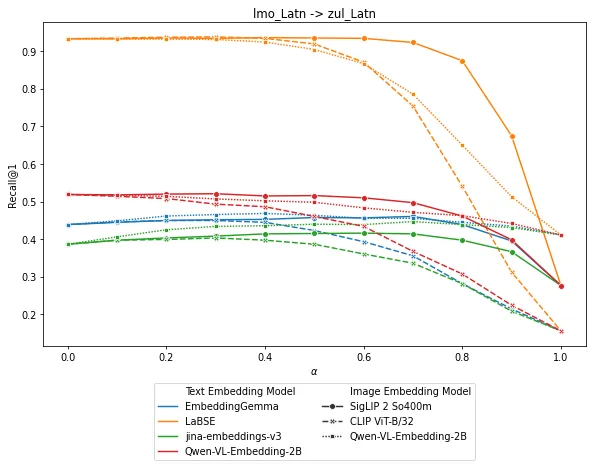 lmo_Latn -> zul_Latn
Recall@1
0.9
0.8
0.7
0.6
0.5
0.4
0.3
0.2
0.0 0.2 0.4 0.6 0.8 1.0
α
Text Embedding Model Image Embedding Model
EmbeddingGemma SigLIP 2 So400m
LaBSE CLIP ViT-B/32
jina-embeddings-v3 Qwen-VL-Embedding-2B
Qwen-VL-Embedding-2B